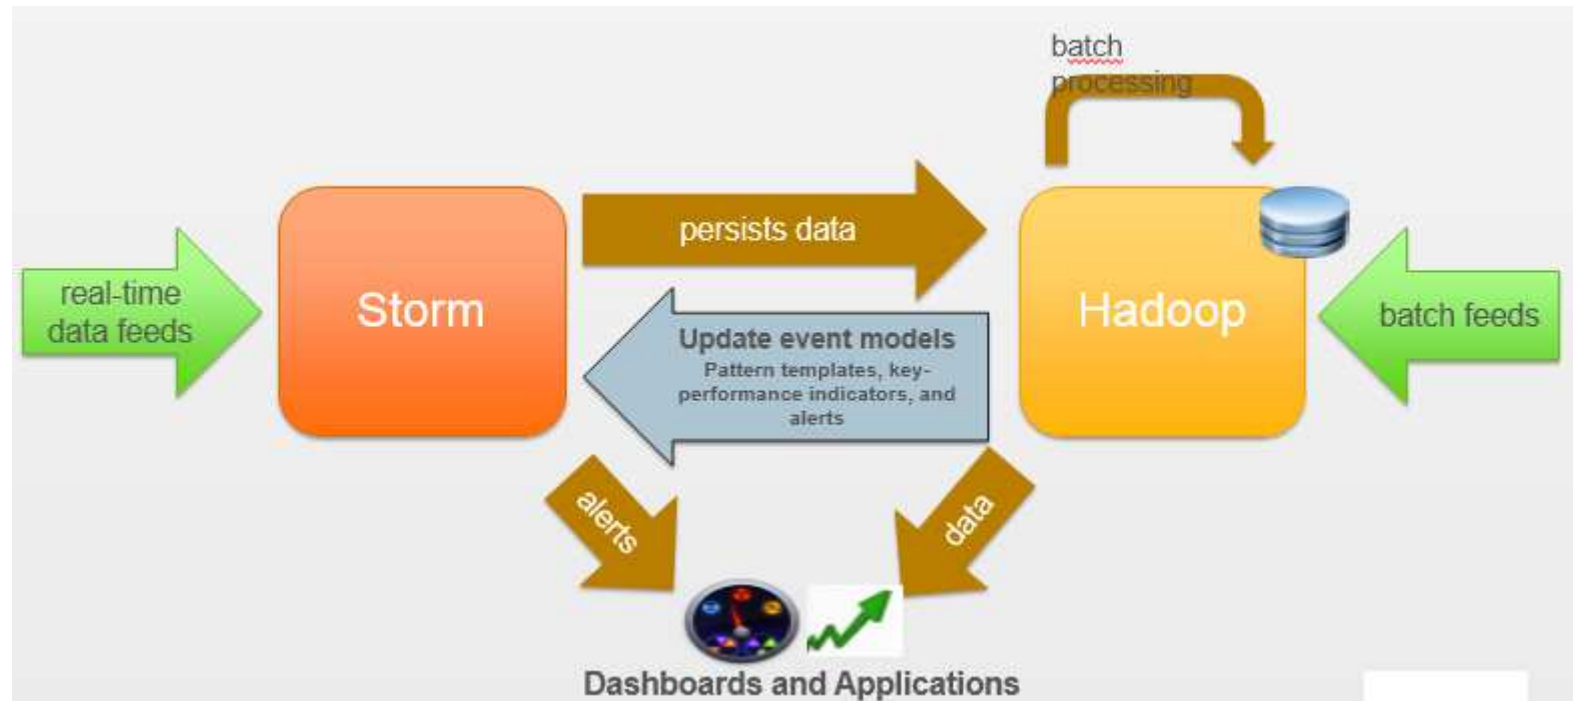 batch
processing
persists data
real-time
data feeds
Storm
Hadoop
batch feeds
Update event models
Pattern templates, key-
performance indicators, and
alerts
alerts
data
Dashboards and Applications